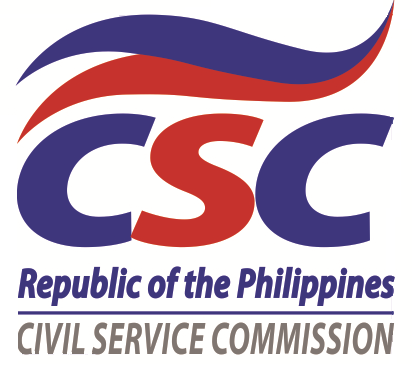 CSC
Republic of the Philippines
CIVIL SERVICE COMMISSION